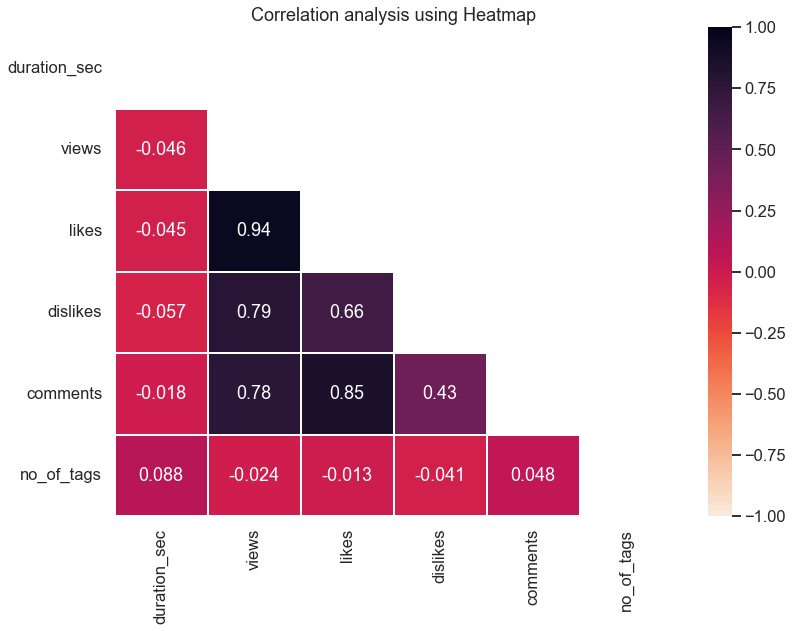 Correlation analysis using Heatmap
duration_sec
views -0.046
likes -0.045 0.94
dislikes -0.057 0.79 0.66
comments -0.018 0.78 0.85 0.43
no_of_tags 0.088 -0.024 -0.013 -0.041 0.048
duration_sec views likes dislikes comments no_of_tags
1.00
0.75
0.50
0.25
0.00
−0.25
−0.50
−0.75
−1.00